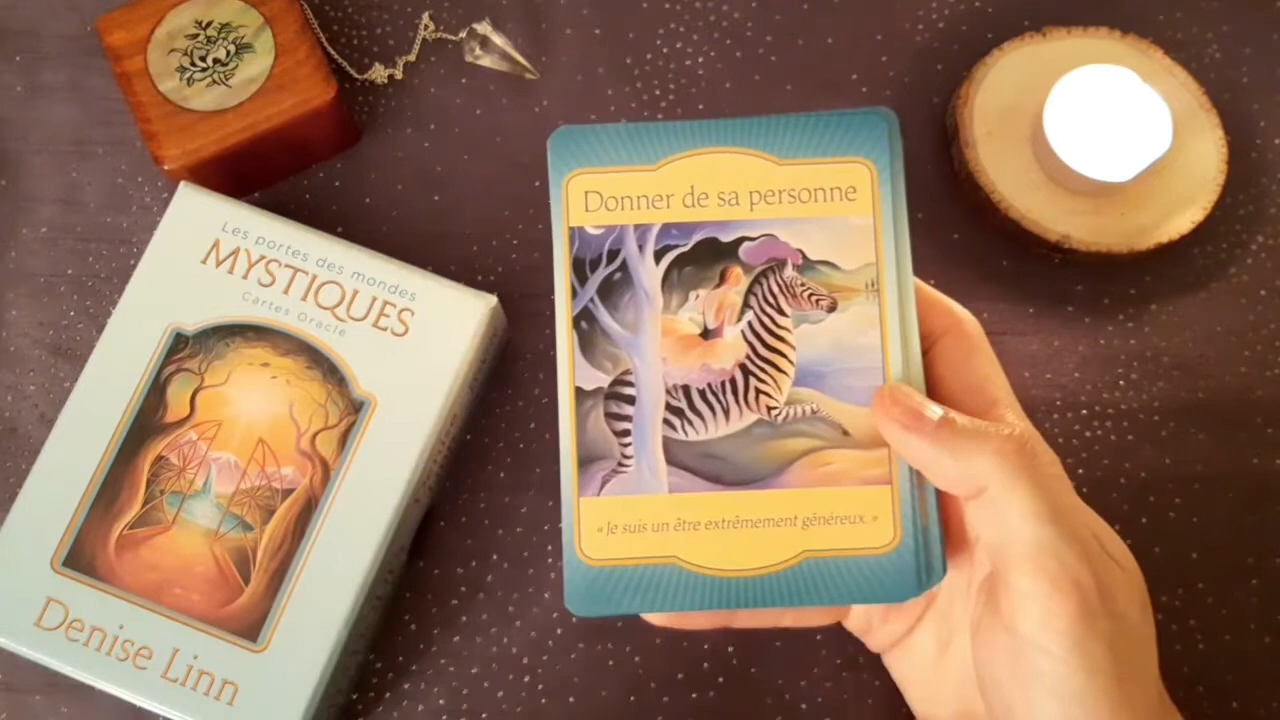 Les portes des mondes
MYSTIQUES
Cartes Oracle
Denise Linn
Donner de sa personne
«Je suis un être extrêmement généreux.»